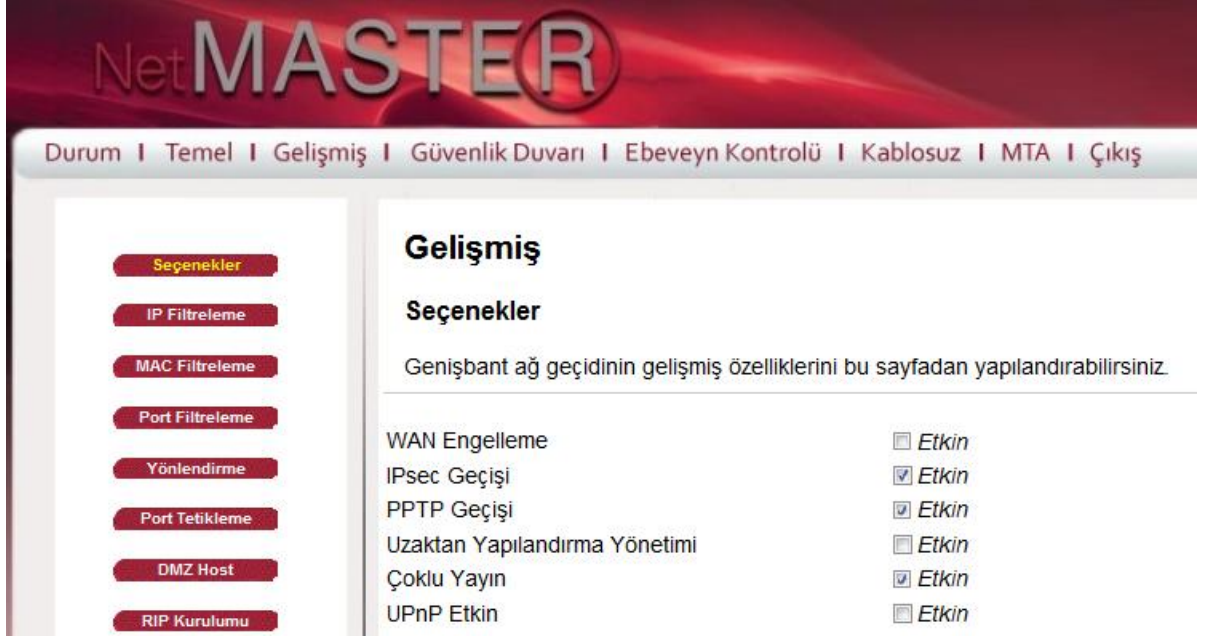 NetMASTER
Durum I Temel I Gelişmiş I Güvenlik Duvarı I Ebeveyn Kontrolü I Kablosuz I MTA I Çıkış
Seçenekler
IP Filtreleme
MAC Filtreleme
Port Filtreleme
Yönlendirme
Port Tetikleme
DMZ Host
RIP Kurulumu
Gelişmiş
Seçenekler
Genişbant ağ geçidinin gelişmiş özelliklerini bu sayfadan yapılandırabilirsiniz.
WAN Engelleme Etkin
IPsec Geçişi Etkin
PPTP Geçişi Etkin
Uzaktan Yapılandırma Yönetimi Etkin
Çoklu Yayın Etkin
UPnP Etkin Etkin